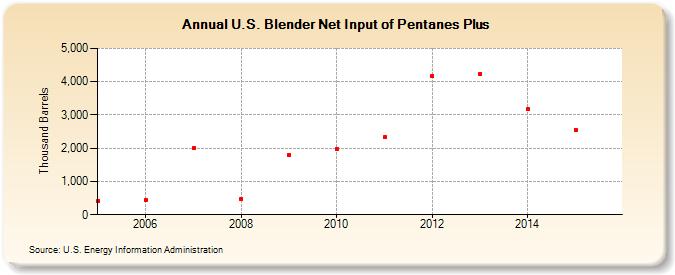 Annual U.S. Blender Net Input of Pentanes Plus
Thousand Barrels
5,000
4,000
3,000
2,000
1,000
0
2006 2008 2010 2012 2014
Source: U.S. Energy Information Administration